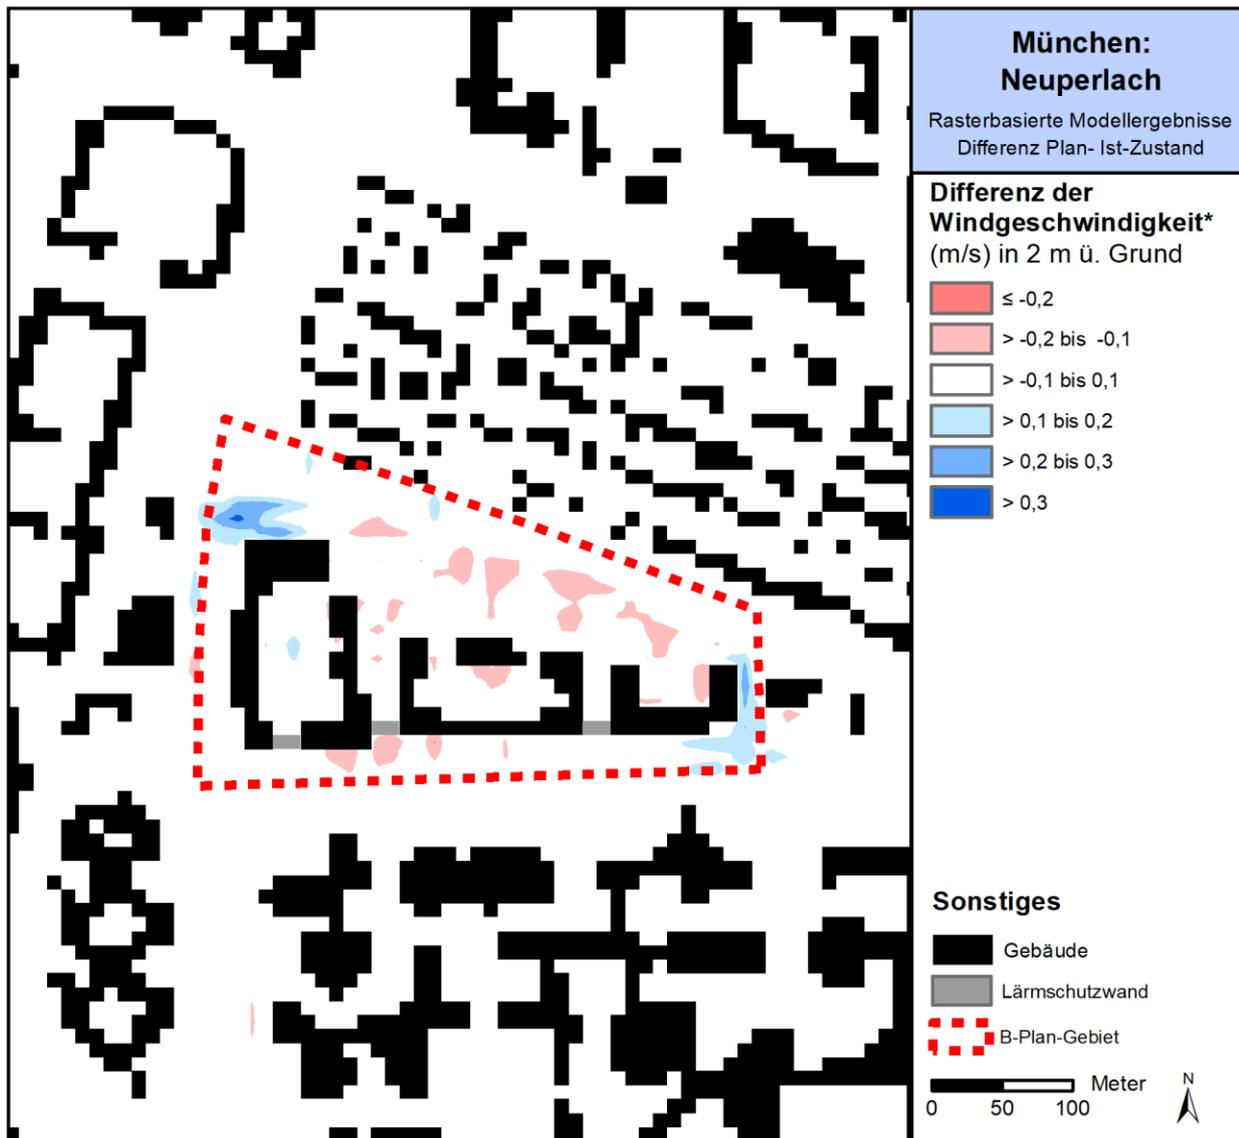 München:
Neuperlach
Rasterbasierte Modellergebnisse
Differenz Plan- Ist-Zustand
Differenz der
Windgeschwindigkeit*
(m/s) in 2 m ü. Grund
≤ -0,2
> -0,2 bis -0,1
> -0,1 bis 0,1
> 0,1 bis 0,2
> 0,2 bis 0,3
> 0,3
Sonstiges
Gebäude
Lärmschutzwand
B-Plan-Gebiet
Meter
0 50 100
N